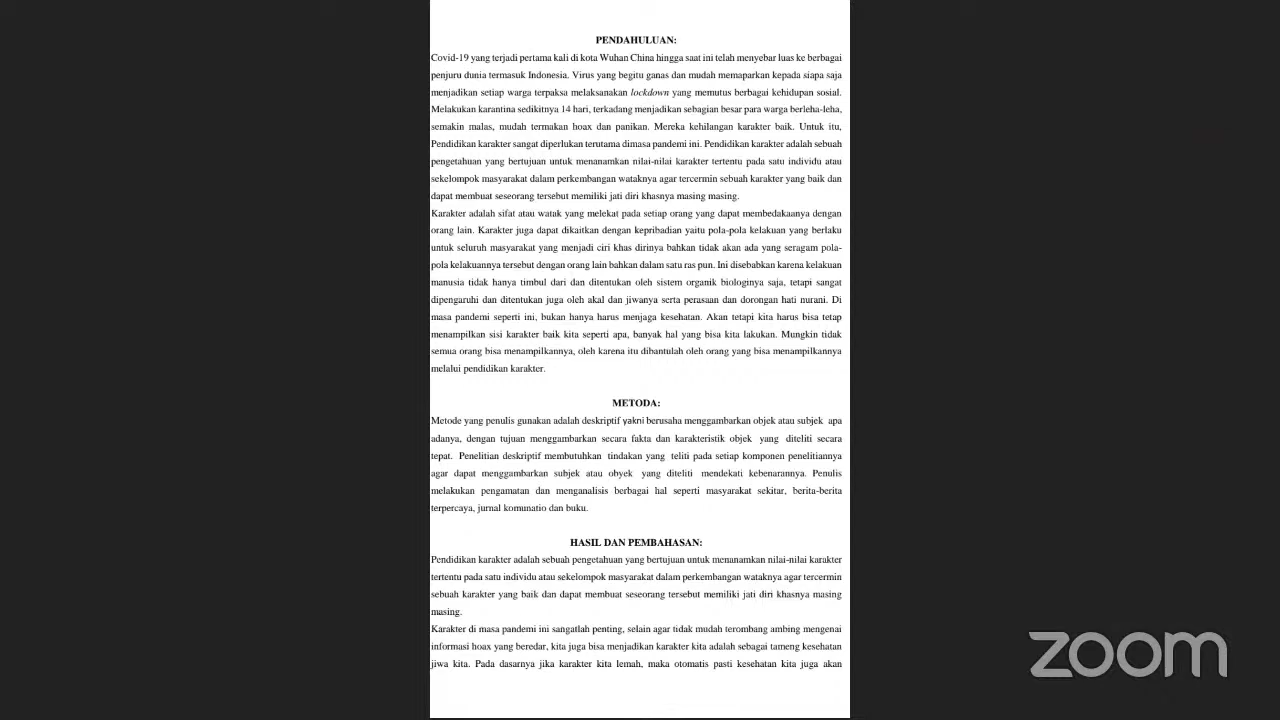 PENDAHULUAN:
Covid-19 yang terjadi pertama kali di kota Wuhan China hingga saat ini telah menyebar luas ke berbagai
penjuru dunia termasuk Indonesia. Virus yang begitu ganas dan mudah memaparkan kepada siapa saja
menjadikan setiap warga terpaksa melaksanakan lockdown yang memutus berbagai kehidupan sosial.
Melakukan karantina sedikitnya 14 hari, terkadang menjadikan sebagian besar para warga berleha-leha,
semakin malas, mudah termakan hoax dan panikan. Mereka kehilangan karakter baik. Untuk itu,
Pendidikan karakter sangat diperlukan terutama dimasa pandemi ini. Pendidikan karakter adalah sebuah
pengetahuan yang bertujuan untuk menanamkan nilai-nilai karakter tertentu pada satu individu atau
sekelompok masyarakat dalam perkembangan wataknya agar tercermin sebuah karakter yang baik dan
dapat membuat seseorang tersebut memiliki jati diri khasnya masing masing.
Karakter adalah sifat atau watak yang melekat pada setiap orang yang dapat membedakaanya dengan
orang lain. Karakter juga dapat dikaitkan dengan kepribadian yaitu pola-pola kelakuan yang berlaku
untuk seluruh masyarakat yang menjadi ciri khas dirinya bahkan tidak akan ada yang seragam pola-
pola kelakuannya tersebut dengan orang lain bahkan dalam satu ras pun. Ini disebabkan karena kelakuan
manusia tidak hanya timbul dari dan ditentukan oleh sistem organik biologinya saja, tetapi sangat
dipengaruhi dan ditentukan juga oleh akal dan jiwanya serta perasaan dan dorongan hati nurani. Di
masa pandemi seperti ini, bukan hanya harus menjaga kesehatan. Akan tetapi kita harus bisa tetap
menampilkan sisi karakter baik kita seperti apa, banyak hal yang bisa kita lakukan. Mungkin tidak
semua orang bisa menampilkannya, oleh karena itu dibantulah oleh orang yang bisa menampilkannya
melalui pendidikan karakter.
METODA:
Metode yang penulis gunakan adalah deskriptif yakni berusaha menggambarkan objek atau subjek apa
adanya, dengan tujuan menggambarkan secara fakta dan karakteristik objek yang diteliti secara
tepat. Penelitian deskriptif membutuhkan tindakan yang teliti pada setiap komponen penelitiannya
agar dapat menggambarkan subjek atau obyek yang diteliti mendekati kebenarannya. Penulis
melakukan pengamatan dan menganalisis berbagai hal seperti masyarakat sekitar, berita-berita
terpercaya, jurnal komunatio dan buku.
HASIL DAN PEMBAHASAN:
Pendidikan karakter adalah sebuah pengetahuan yang bertujuan untuk menanamkan nilai-nilai karakter
tertentu pada satu individu atau sekelompok masyarakat dalam perkembangan wataknya agar tercermin
sebuah karakter yang baik dan dapat membuat seseorang tersebut memiliki jati diri khasnya masing
masing.
Karakter di masa pandemi ini sangatlah penting, selain agar tidak mudah terombang ambing mengenai
informasi hoax yang beredar, kita juga bisa menjadikan karakter kita adalah sebagai tameng kesehatan
jiwa kita. Pada dasarnya jika karakter kita lemah, maka otomatis pasti kesehatan kita juga akan
zoom